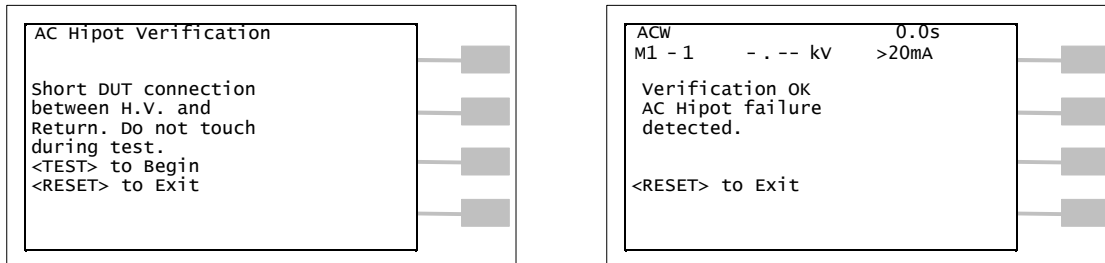 AC Hipot Verification
Short DUT connection
between H.V. and
Return. Do not touch
during test.
<TEST> to Begin
<RESET> to Exit
ACW 0.0s
M1 - 1 - . -- kV >20mA
Verification OK
AC Hipot failure
detected.
<RESET> to Exit